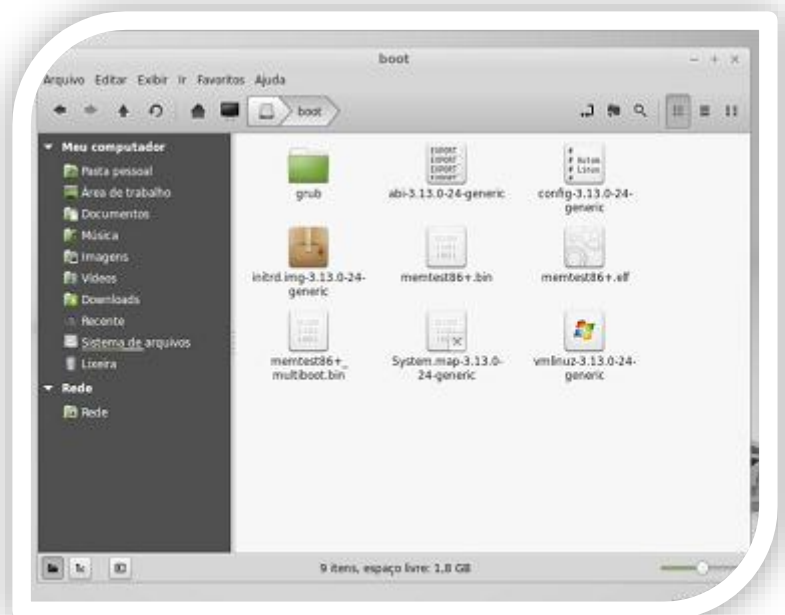 boot
Arquivo Editar Exibir Ir Favoritos Ajuda
boot
Meu computador
Pasta pessoal
Área de trabalho
Documentos
Música
Imagens
Vídeos
Downloads
Recente
Sistema de arquivos
Lixeira
Rede
Rede
grub
abi-3.13.0-24-generic
config-3.13.0-24-
generic
initrd.img-3.13.0-24-
generic
memtest86+.bin
memtest86+.elf
memtest86+_
multiboot.bin
System.map-3.13.0-
24-generic
vmlinuz-3.13.0-24-
generic
9 itens, espaço livre: 1,8 GB